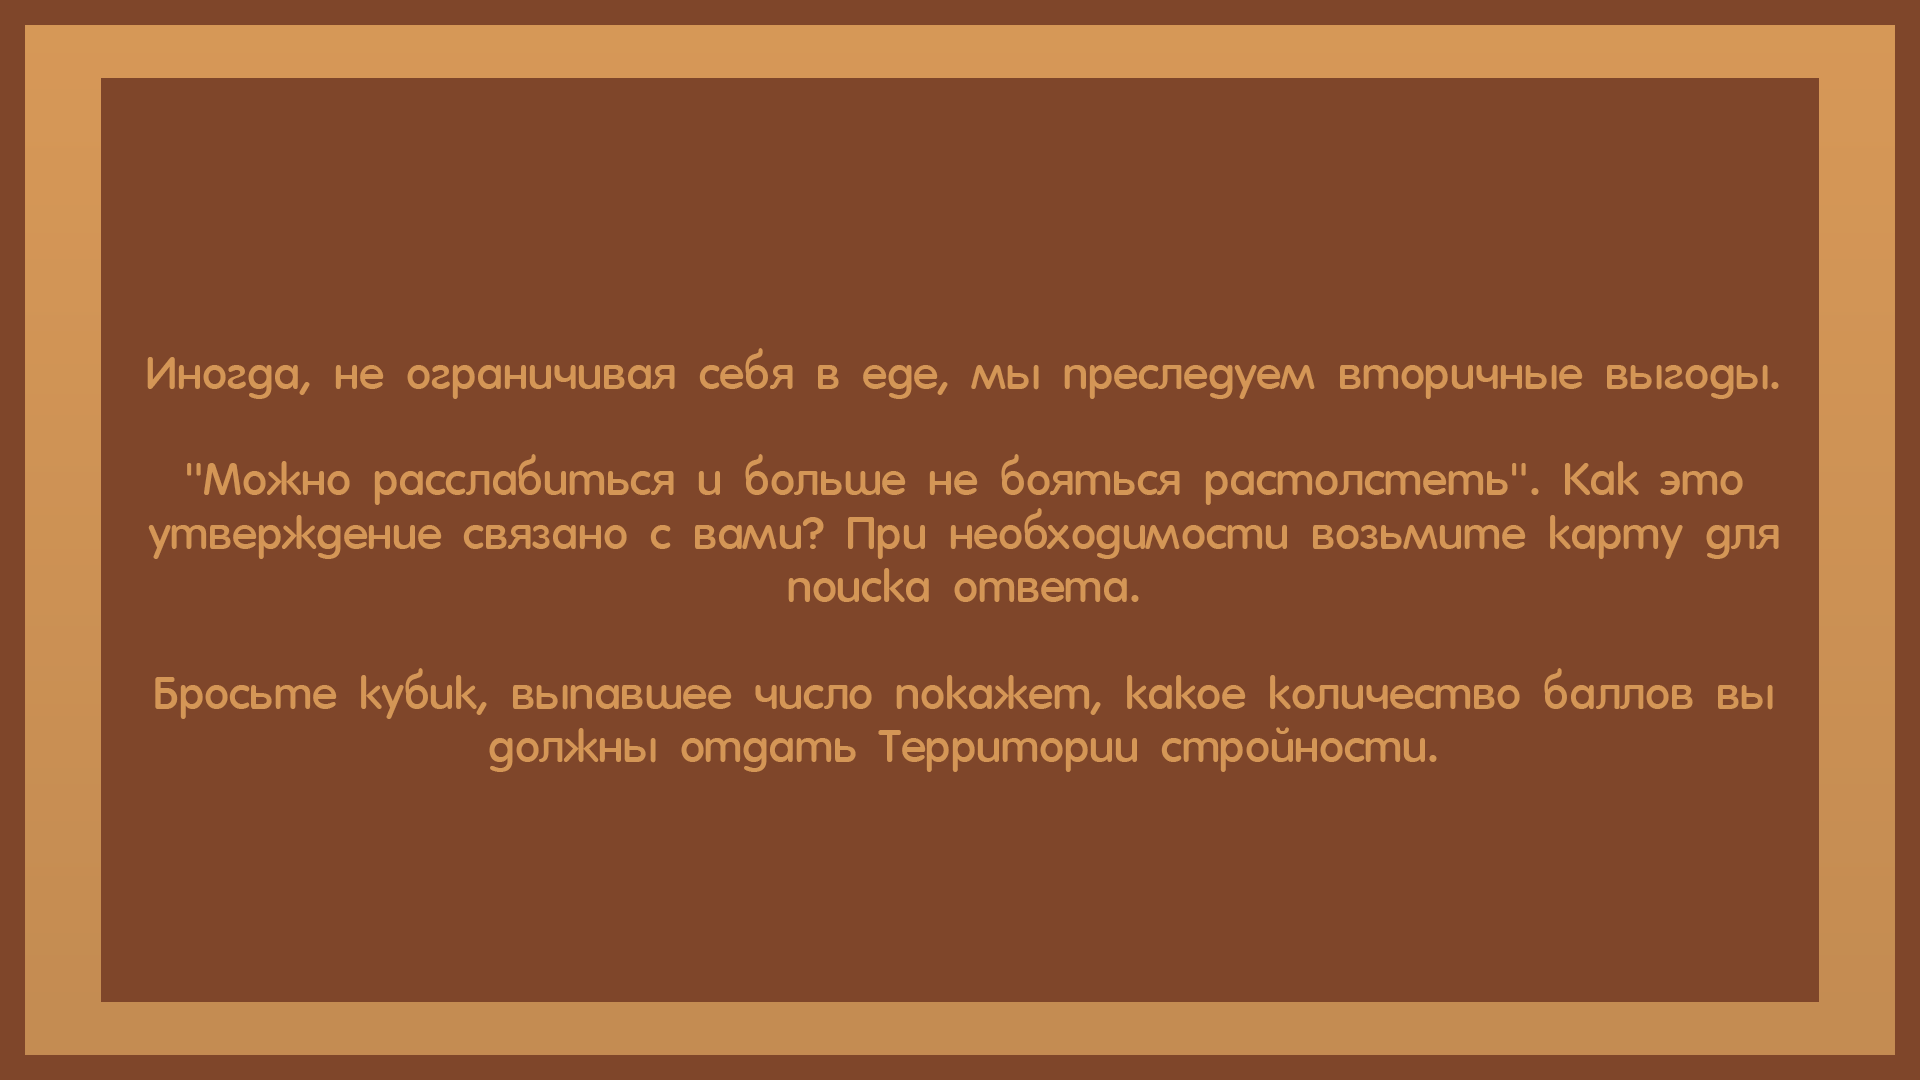 Иногда, не ограничивая себя в еде, мы преследуем вторичные выгоды.
"Можно расслабиться и больше не бояться растолстеть". Как это
утверждение связано с вами? При необходимости возьмите карту для
поиска ответа.
Бросьте кубик, выпавшее число покажет, какое количество баллов вы
должны отдать Территории стройности.